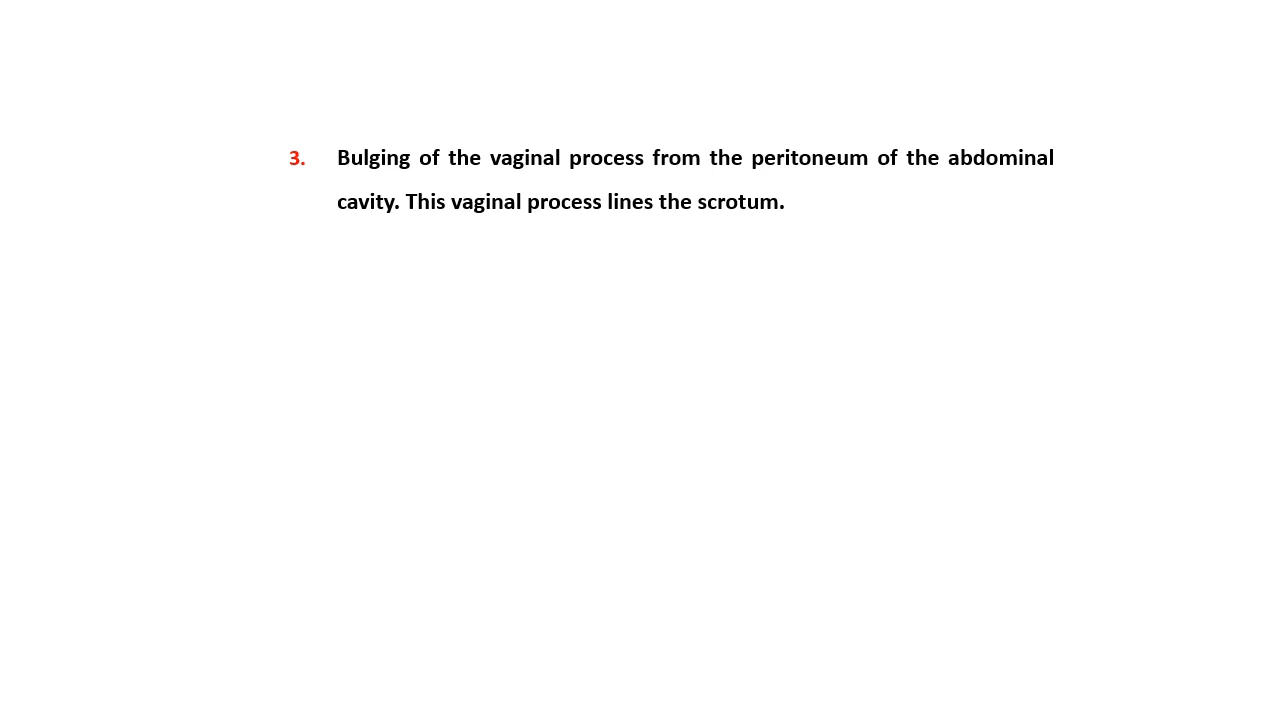 3. Bulging of the vaginal process from the peritoneum of the abdominal
cavity. This vaginal process lines the scrotum.